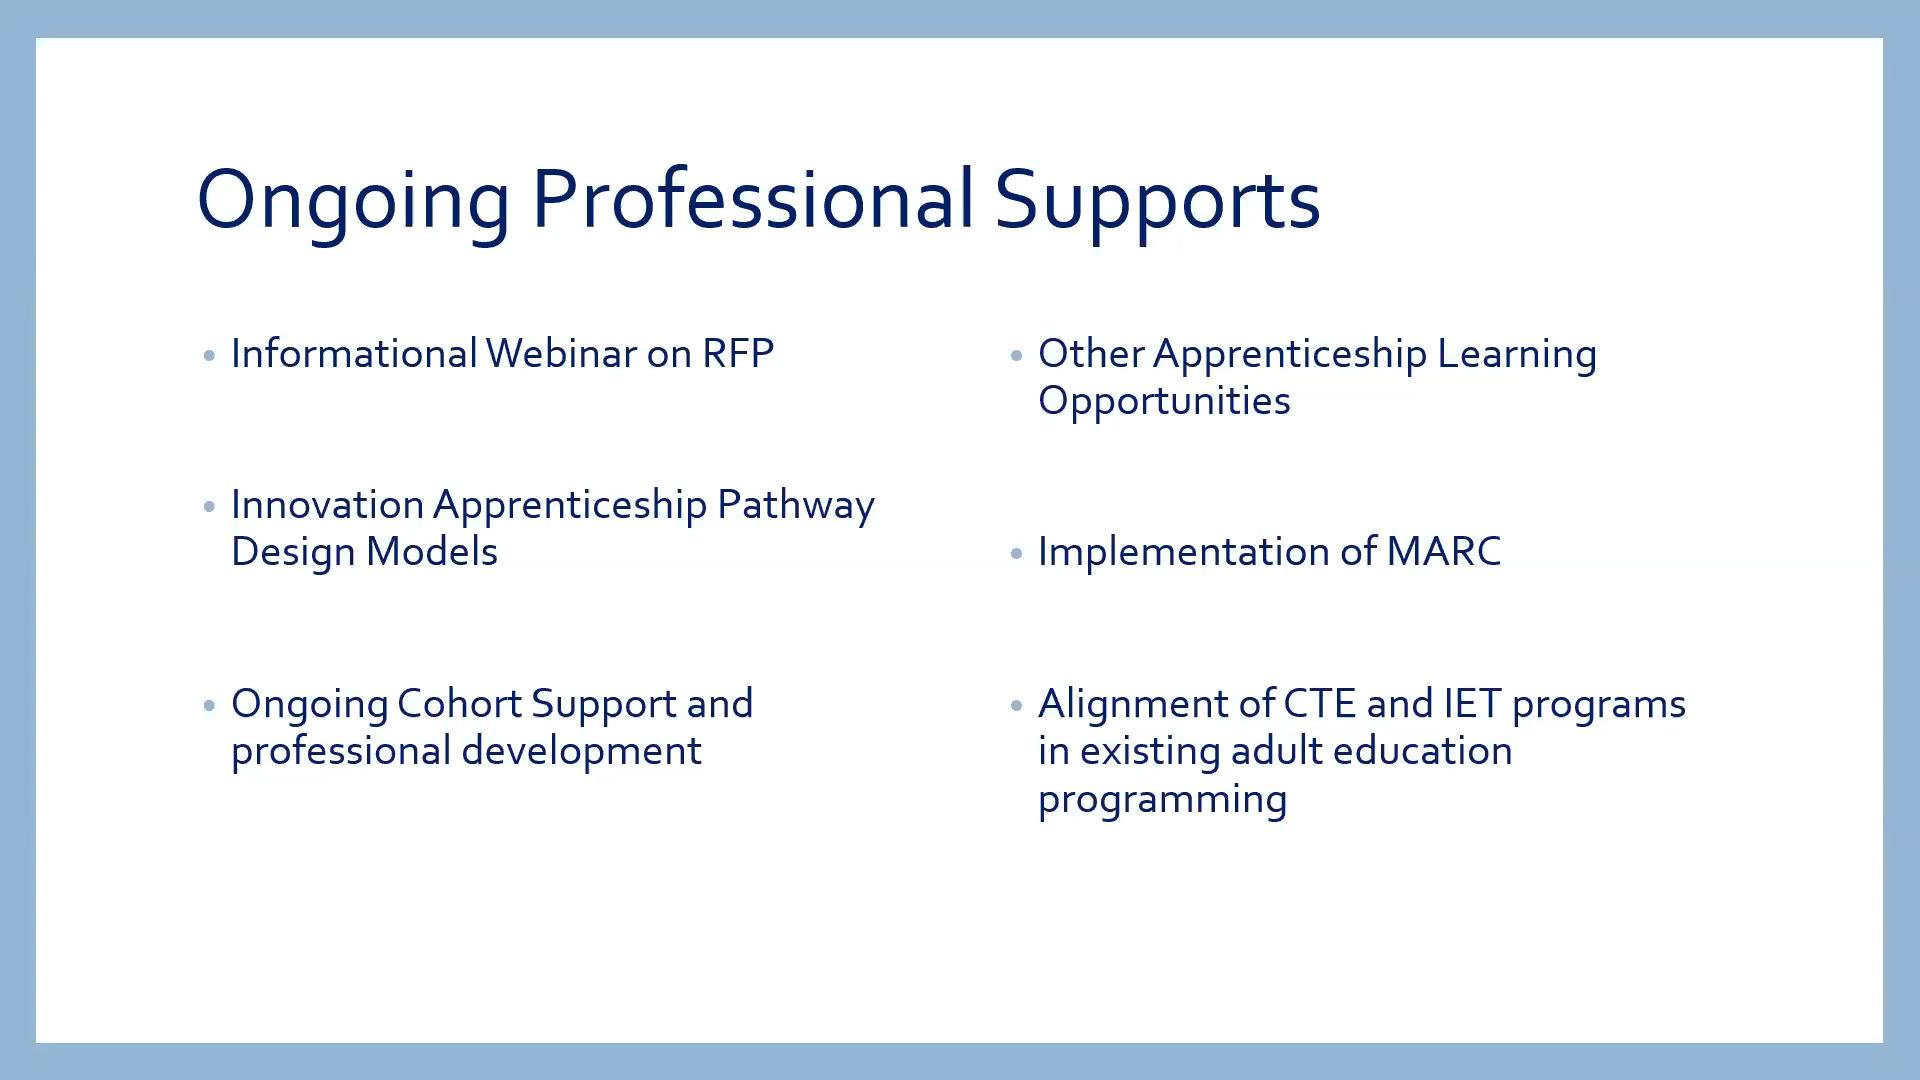 Ongoing Professional Supports
• Informational Webinar on RFP
• Innovation Apprenticeship Pathway
Design Models
• Ongoing Cohort Support and
professional development
• Other Apprenticeship Learning
Opportunities
• Implementation of MARC
• Alignment of CTE and IET programs
in existing adult education
programming